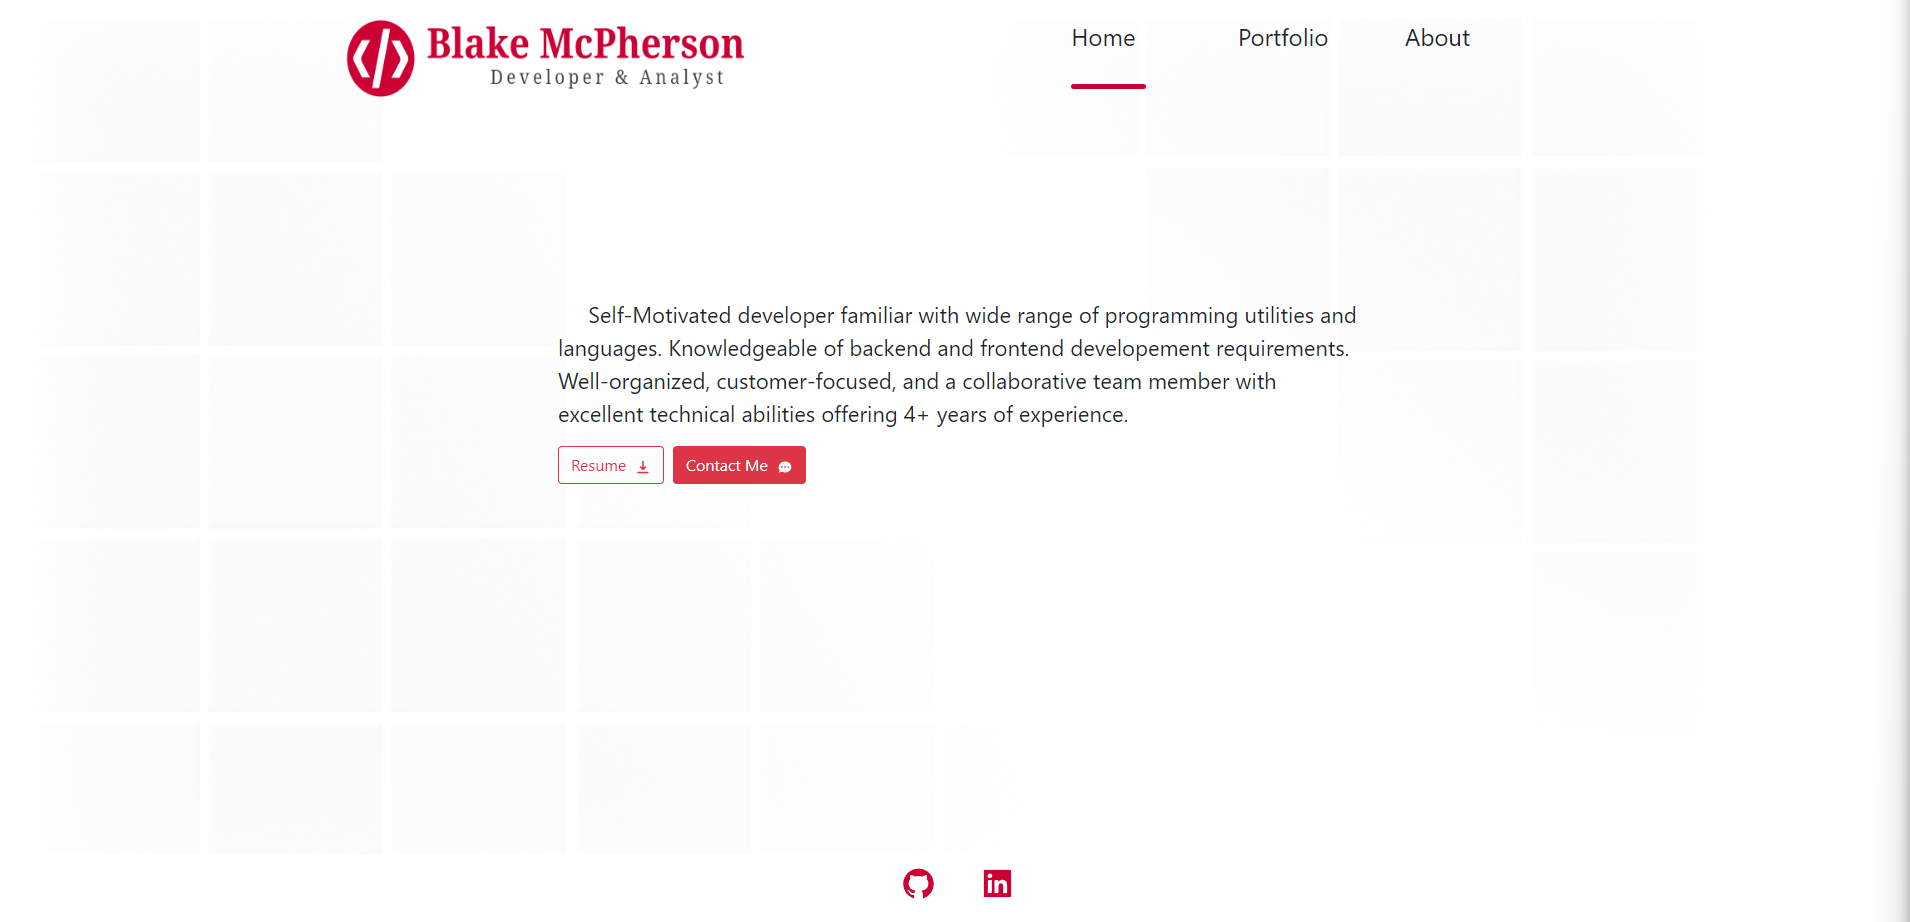 Blake McPherson
Developer & Analyst
Home
Portfolio
About
Self-Motivated developer familiar with wide range of programming utilities and
languages. Knowledgeable of backend and frontend developement requirements.
Well-organized, customer-focused, and a collaborative team member with
excellent technical abilities offering 4+ years of experience.
Resume
Contact Me
in